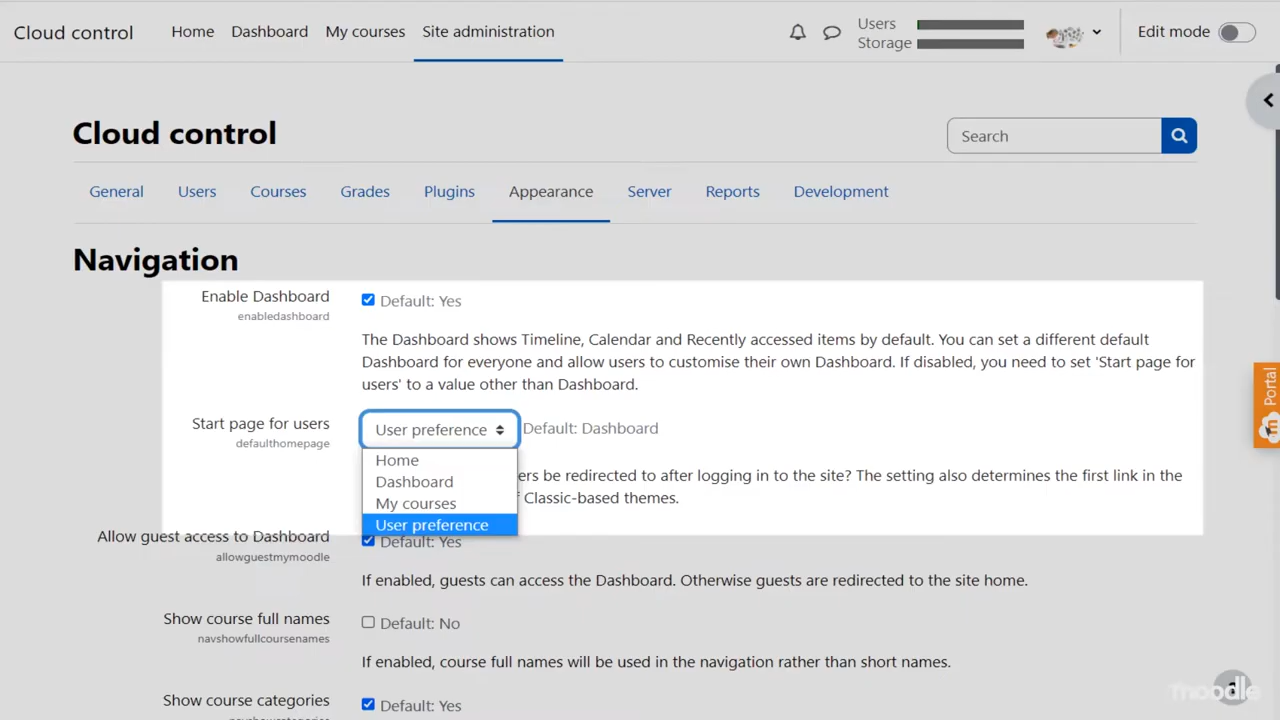 Cloud control Home Dashboard My courses Site administration Users Edit mode
Storage
Cloud control
Search
General Users Courses Grades Plugins Appearance Server Reports Development
Navigation
Enable Dashboard Default: Yes
enabledashboard
The Dashboard shows Timeline, Calendar and Recently accessed items by default. You can set a different default
Dashboard for everyone and allow users to customise their own Dashboard. If disabled, you need to set 'Start page for
users' to a value other than Dashboard.
Start page for users User preference Default: Dashboard
defaulthomepage
Home
Dashboard
My courses
User preference
ers be redirected to after logging in to the site? The setting also determines the first link in the
f Classic-based themes.
Allow guest access to Dashboard Default: Yes
allowguestmymoodle
If enabled, guests can access the Dashboard. Otherwise guests are redirected to the site home.
Show course full names Default: No
navshowfullcoursenames
If enabled, course full names will be used in the navigation rather than short names.
Show course categories Default: Yes
Portal
moodle